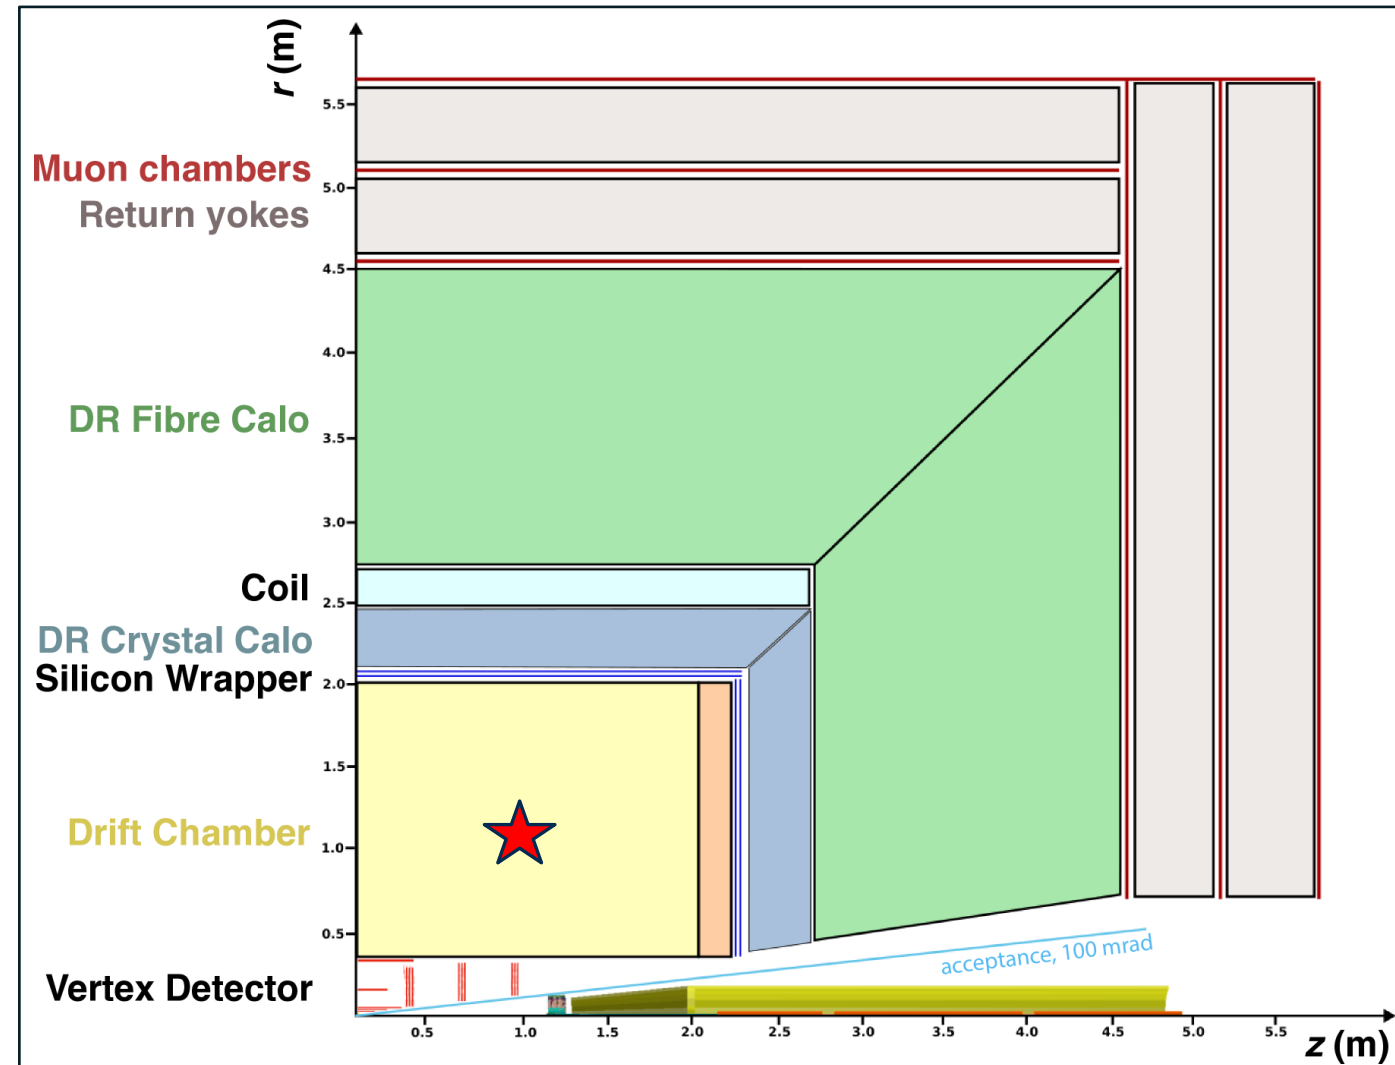 r (m)
5.5
Muon chambers
5.0
Return yokes
4.5
4.0
DR Fibre Calo
3.5
3.0
Coil
2.5
DR Crystal Calo
Silicon Wrapper
2.0
1.5
Drift Chamber
1.0
0.5
acceptance, 100 mrad
Vertex Detector
0.5 1.0 1.5 2.0 2.5 3.0 3.5 4.0 4.5 5.0 5.5
z (m)